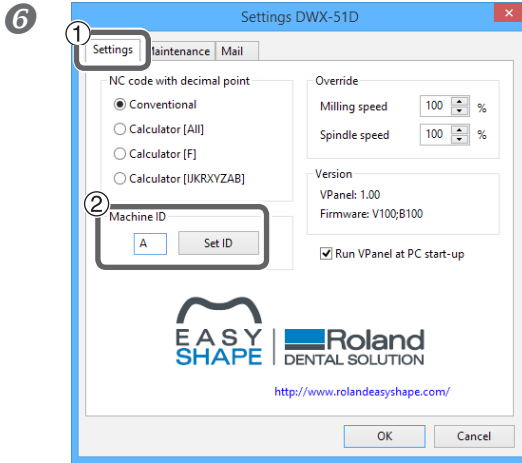 6
Settings DWX-51D
1
Settings Maintenance Mail
NC code with decimal point
Conventional
Calculator [All]
Calculator [F]
Calculator [IJKRXYZAB]
Override
Milling speed 100 %
Spindle speed 100 %
Version
VPanel: 1.00
Firmware: V100;B100
2
Machine ID
A Set ID
Run VPanel at PC start-up
EASY
SHAPE
Roland
DENTAL SOLUTION
http://www.rolandeasyshape.com/
OK Cancel